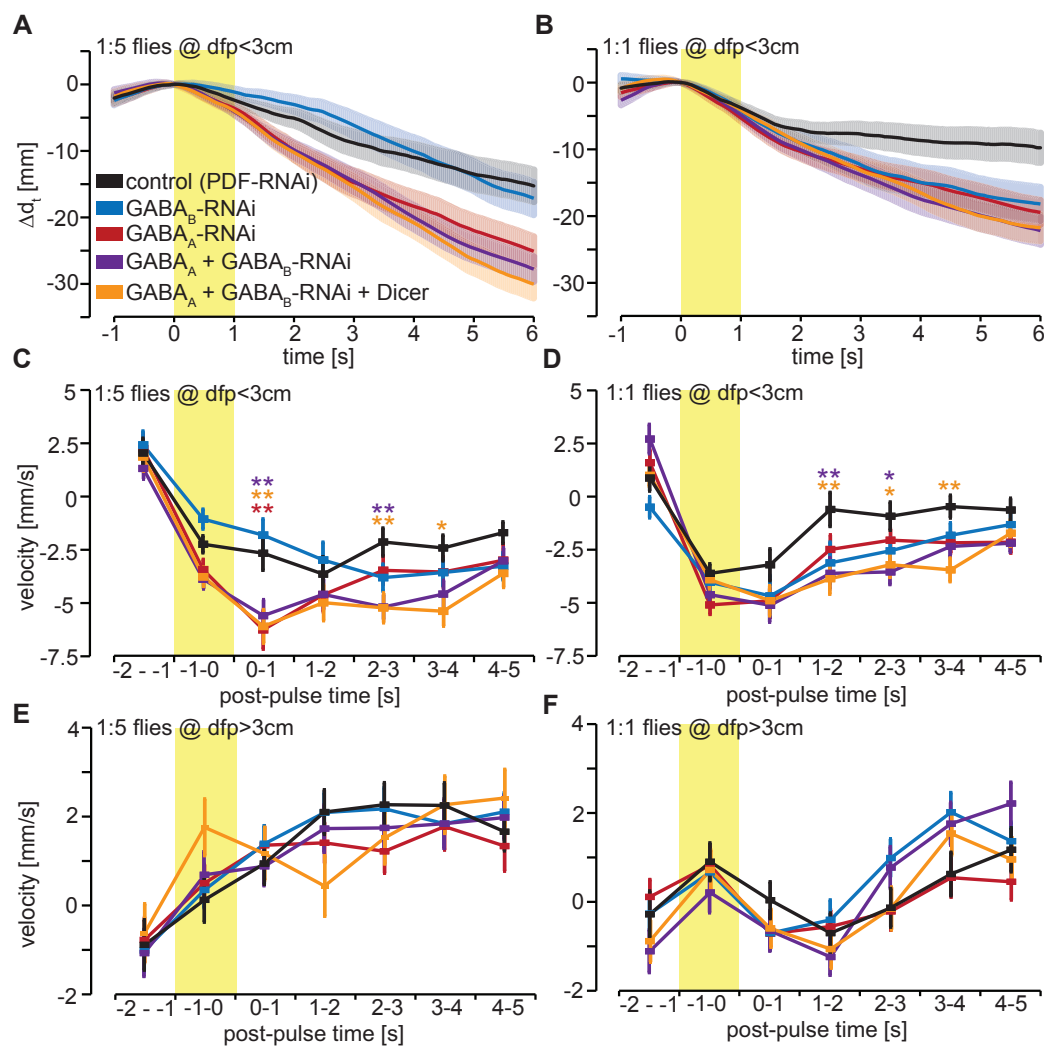 A
1:5 flies @ dfp<3cm
0
-10
-20
-30
Δd_t [mm]
control (PDF-RNAi)
GABA_B-RNAi
GABA_A-RNAi
GABA_A + GABA_B-RNAi
GABA_A + GABA_B-RNAi + Dicer
-1 0 1 2 3 4 5 6
time [s]
B
1:1 flies @ dfp<3cm
0
-10
-20
-30
-1 0 1 2 3 4 5 6
time [s]
C
1:5 flies @ dfp<3cm
5
2.5
0
-2.5
-5
-7.5
velocity [mm/s]
**
**
**
**
**
*
-2 - -1 -1-0 0-1 1-2 2-3 3-4 4-5
post-pulse time [s]
D
1:1 flies @ dfp<3cm
5
2.5
0
-2.5
-5
-7.5
velocity [mm/s]
** * **
** *
-2 - -1 -1-0 0-1 1-2 2-3 3-4 4-5
post-pulse time [s]
E
1:5 flies @ dfp>3cm
4
2
0
-2
velocity [mm/s]
-2 - -1 -1-0 0-1 1-2 2-3 3-4 4-5
post-pulse time [s]
F
1:1 flies @ dfp>3cm
4
2
0
-2
velocity [mm/s]
-2 - -1 -1-0 0-1 1-2 2-3 3-4 4-5
post-pulse time [s]